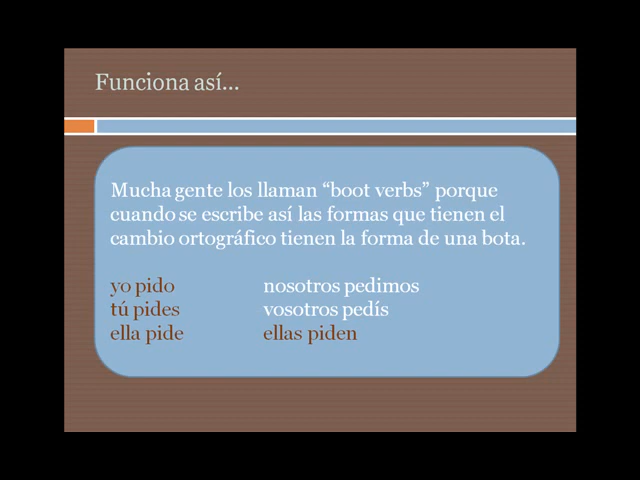 Funciona así...
Mucha gente los llaman “boot verbs” porque
cuando se escribe así las formas que tienen el
cambio ortográfico tienen la forma de una bota.
yo pido nosotros pedimos
tú pides vosotros pedís
ella pide ellas piden